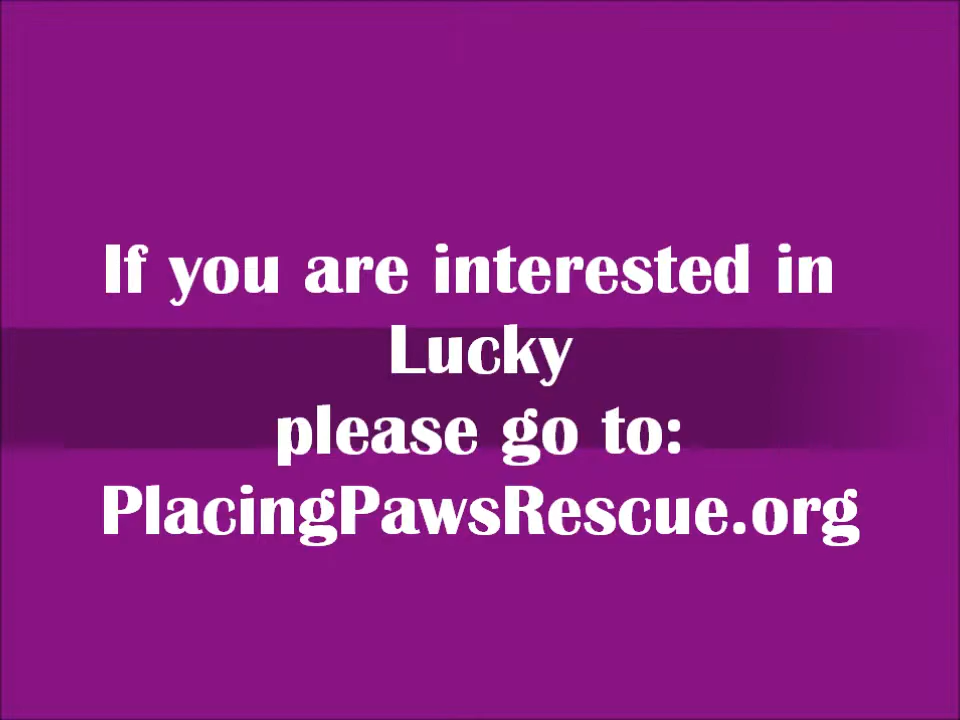 If you are interested in
Lucky
please go to:
PlacingPawsRescue.org